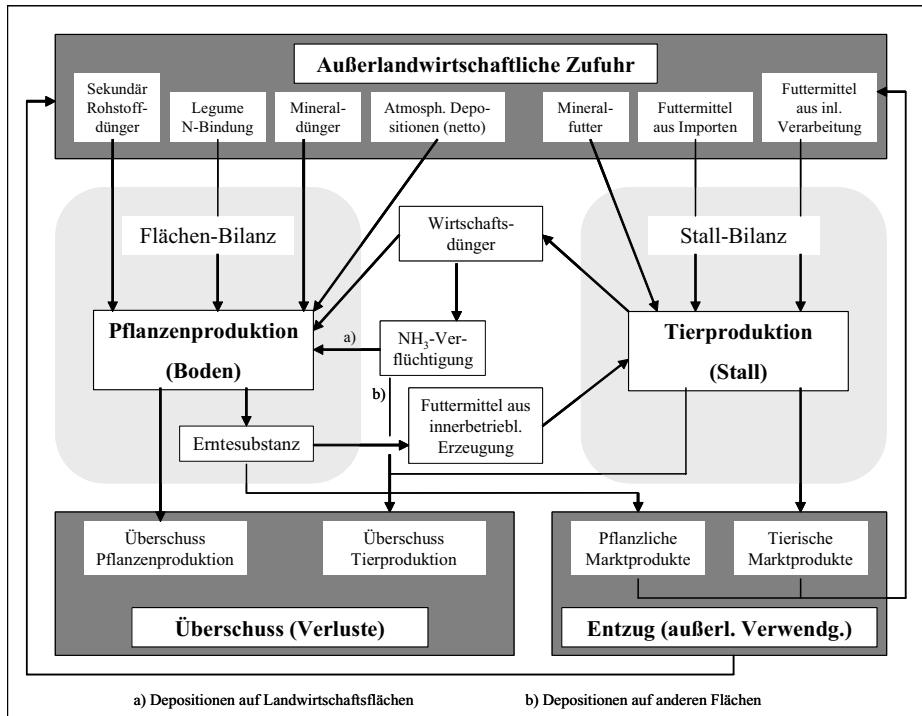 Außerlandwirtschaftliche Zufuhr
Sekundär
Rohstoff-
dünger
Legume
N-Bindung
Mineral-
dünger
Atmosph. Depo-
sitionen (netto)
Mineral-
futter
Futtermittel
aus Importen
Futtermittel
aus inl.
Verarbeitung
Flächen-Bilanz
Wirtschafts-
dünger
Stall-Bilanz
Pflanzenproduktion
(Boden)
a)
NH₃-Ver-
flüchtigung
b)
Tierproduktion
(Stall)
Erntesubstanz
Futtermittel aus
innerbetriebl.
Erzeugung
Überschuss
Pflanzenproduktion
Überschuss
Tierproduktion
Pflanzliche
Marktprodukte
Tierische
Marktprodukte
Überschuss (Verluste)
Entzug (außerl. Verwendg.)
a) Depositionen auf Landwirtschaftsflächen
b) Depositionen auf anderen Flächen